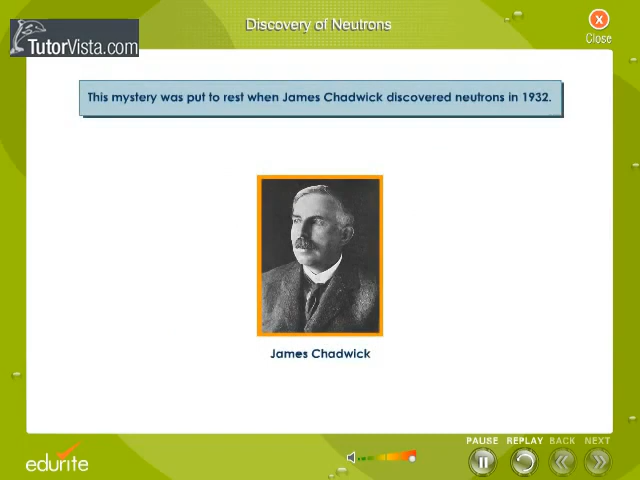 Discovery of Neutrons
TutorVista.com
Close
This mystery was put to rest when James Chadwick discovered neutrons in 1932.
James Chadwick
PAUSE REPLAY BACK NEXT
edurite